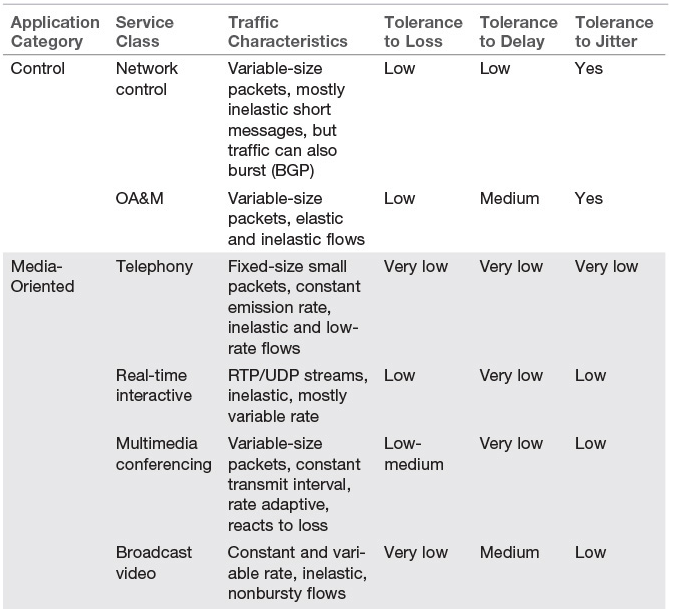 Application Category | Service Class | Traffic Characteristics | Tolerance to Loss | Tolerance to Delay | Tolerance to Jitter
Control | Network control | Variable-size packets, mostly inelastic short messages, but traffic can also burst (BGP) | Low | Low | Yes
OA&M | Variable-size packets, elastic and inelastic flows | Low | Medium | Yes
Media-Oriented | Telephony | Fixed-size small packets, constant emission rate, inelastic and low-rate flows | Very low | Very low | Very low
Real-time interactive | RTP/UDP streams, inelastic, mostly variable rate | Low | Very low | Low
Multimedia conferencing | Variable-size packets, constant transmit interval, rate adaptive, reacts to loss | Low-medium | Very low | Low
Broadcast video | Constant and vari-able rate, inelastic, nonbursty flows | Very low | Medium | Low